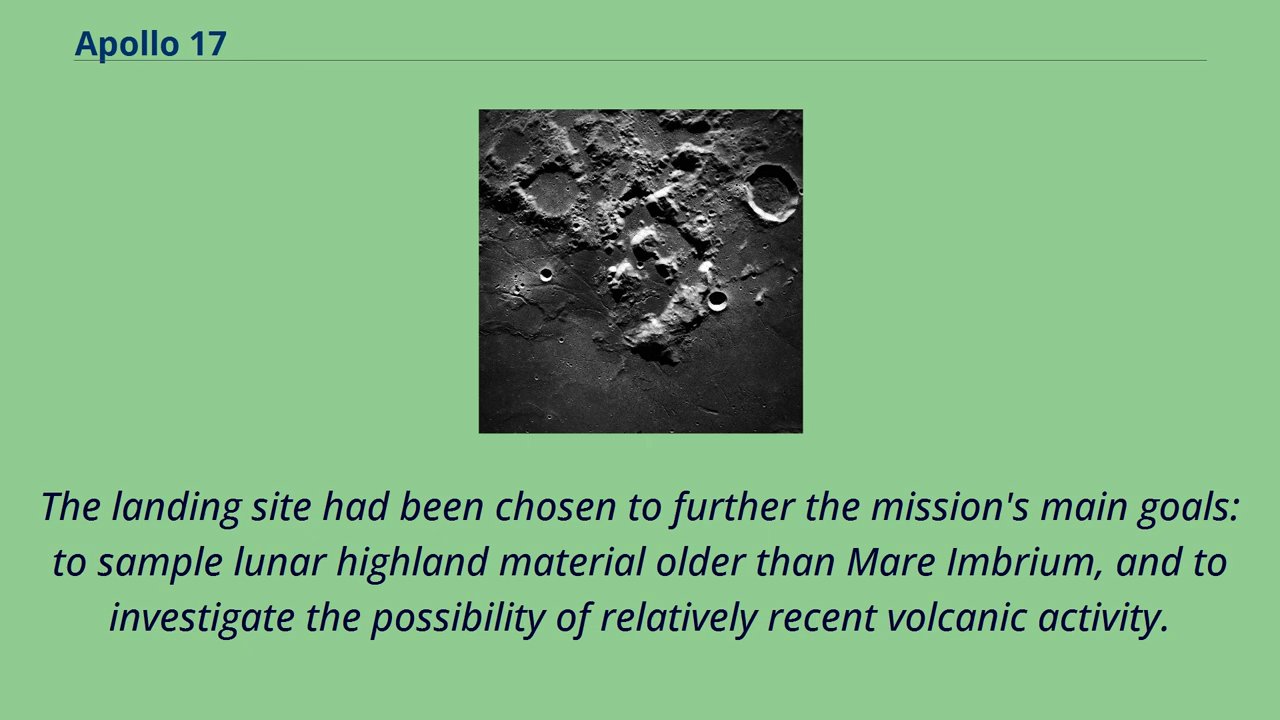 Apollo 17
The landing site had been chosen to further the mission's main goals:
to sample lunar highland material older than Mare Imbrium, and to
investigate the possibility of relatively recent volcanic activity.